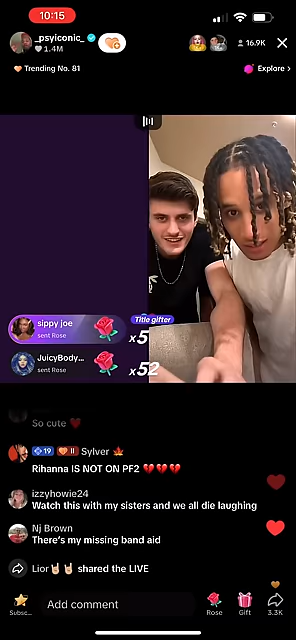 10:15
_psyiconic_
1.4M
16.9K
Trending No. 81
Explore >
Title gifter
sippy joe
sent Rose
x5
JuicyBody...
sent Rose
x52
So cute ❤️
19 II Sylver 🍁
Rihanna IS NOT ON PF2 💔💔💔
izzyhowie24
Watch this with my sisters and we all die laughing
Nj Brown
There's my missing band aid
Lior🤘🏻🤘🏻 shared the LIVE
Subsc...
Add comment
Rose
Gift
3.3K